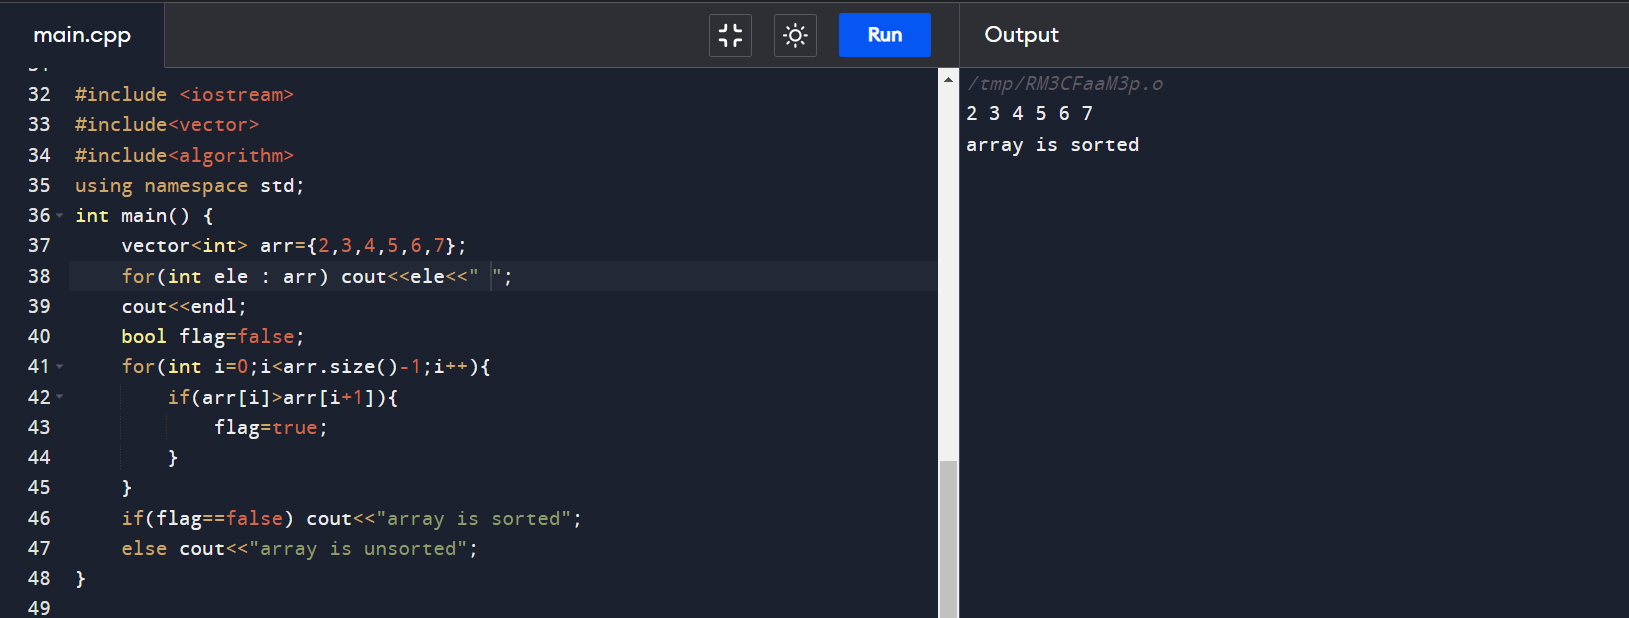 main.cpp
Run
Output
32 #include <iostream>
33 #include<vector>
34 #include<algorithm>
35 using namespace std;
36 int main() {
37     vector<int> arr={2,3,4,5,6,7};
38     for(int ele : arr) cout<<ele<<" ";
39     cout<<endl;
40     bool flag=false;
41     for(int i=0;i<arr.size()-1;i++){
42         if(arr[i]>arr[i+1]){
43             flag=true;
44         }
45     }
46     if(flag==false) cout<<"array is sorted";
47     else cout<<"array is unsorted";
48 }
49
/tmp/RM3CFaaM3p.o
2 3 4 5 6 7
array is sorted